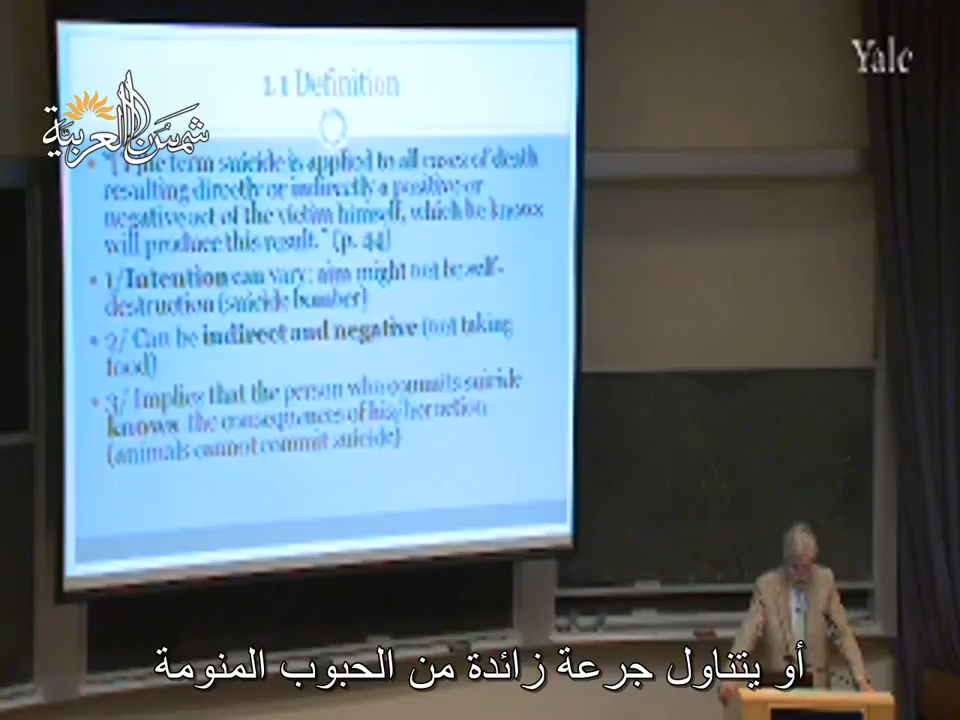 Yale
شمس العربية
1.1 Definition
• "[T]he term suicide is applied to all cases of death
resulting directly or indirectly a positive or
negative act of the victim himself, which he knows
will produce this result." (p. 44)
• 1/Intention can vary; aim might not be self-
destruction (suicide bomber)
• 2/ Can be indirect and negative (not taking
food)
• 3/ Implies that the person who commits suicide
knows the consequences of his/her action
(animals cannot commit suicide)
أو يتناول جرعة زائدة من الحبوب المنومة